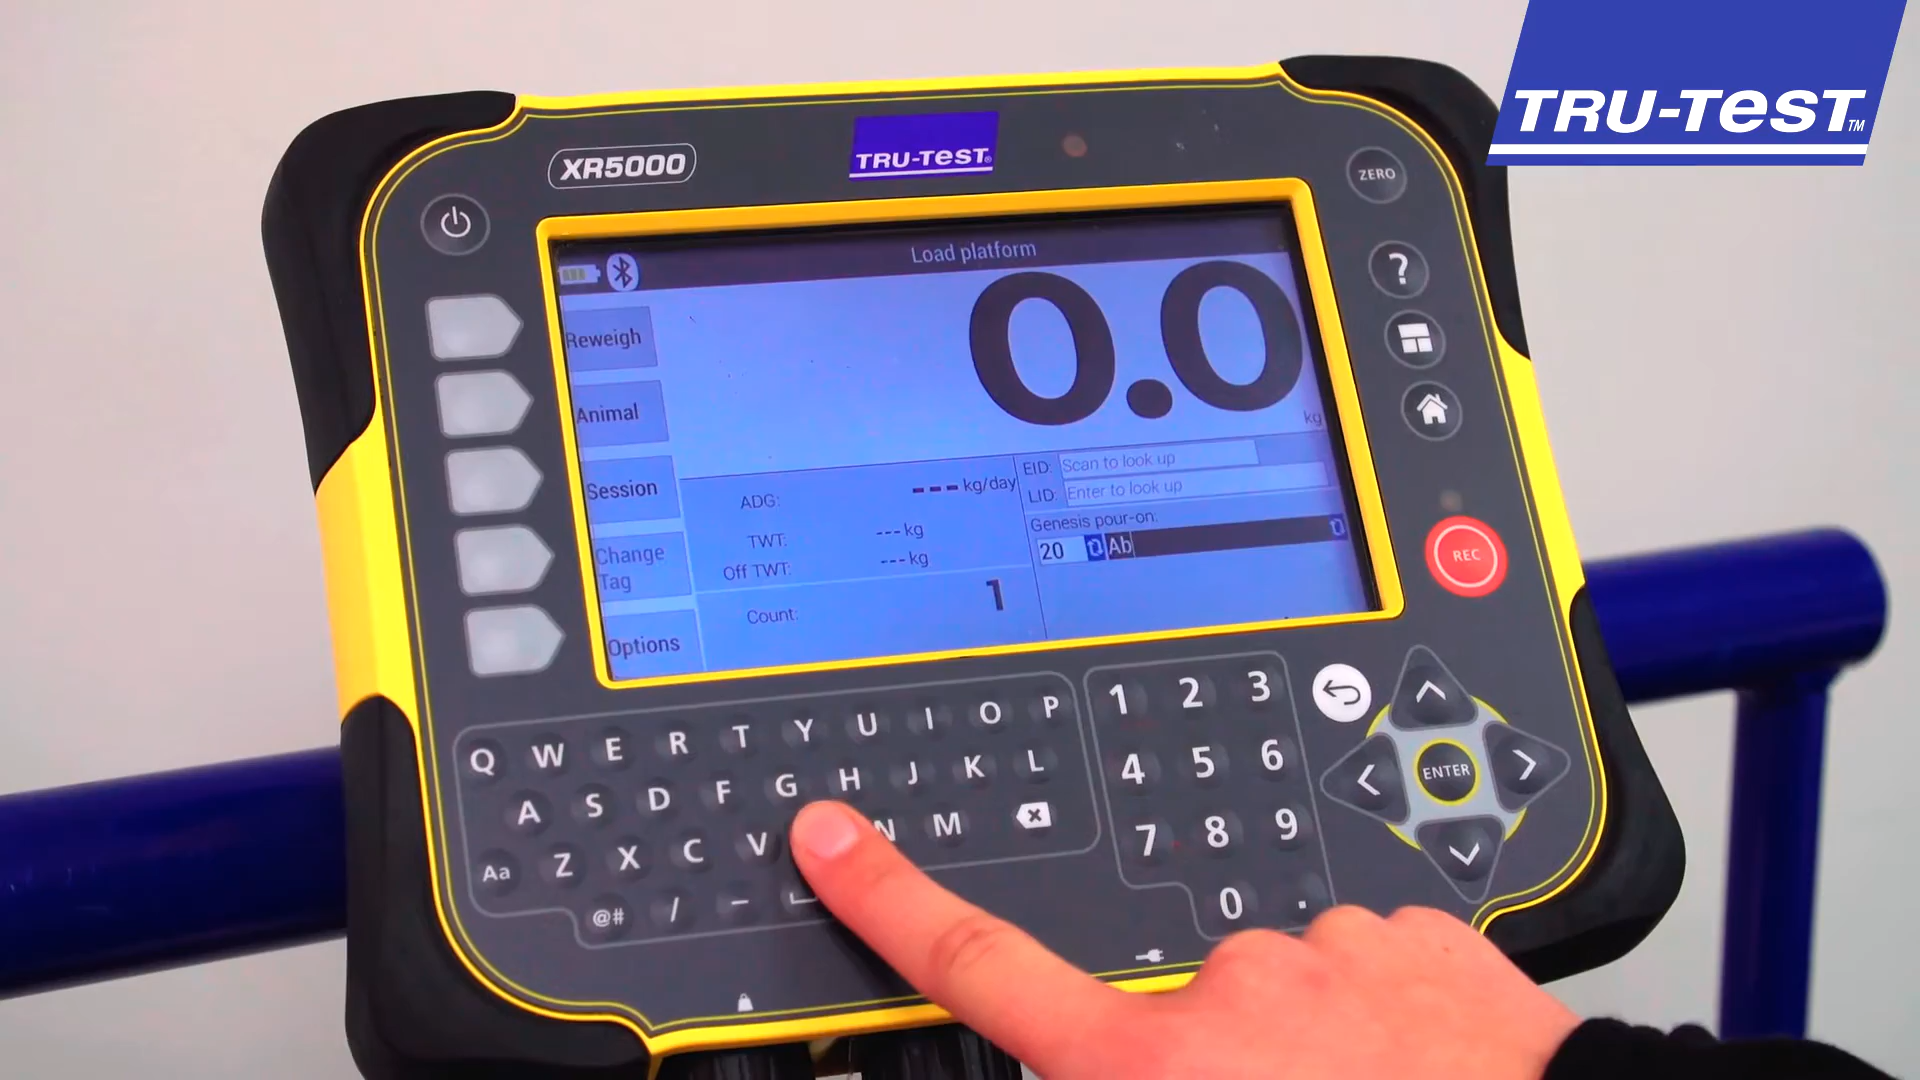 TRU-TEST™
XR5000
TRU-TEST®
ZERO
Load platform
?
0.0
kg
Reweigh
Animal
Session
Change
Tag
Options
ADG: ---kg/day
TWT: ---kg
Off TWT: ---kg
Count: 1
EID: Scan to look up
LID: Enter to look up
Genesis pour-on:
20 Ab
REC
Q W E R T Y U I O P
A S D F G H J K L
Aa Z X C V N M
@# / -
1 2 3
4 5 6
7 8 9
0 .
ENTER